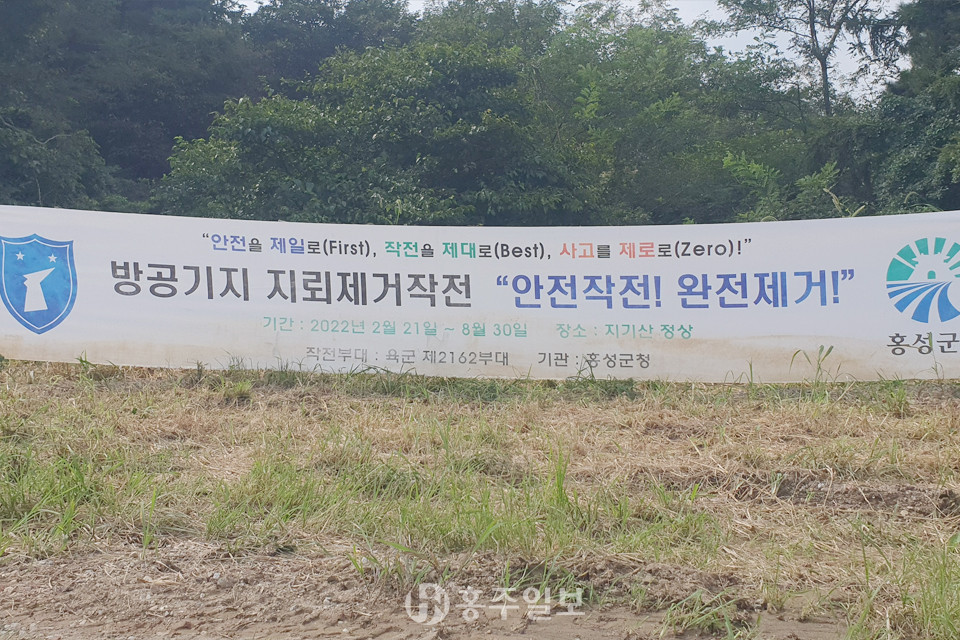 “안전을 제일로(First), 작전을 제대로(Best), 사고를 제로로(Zero)!”
방공기지 지뢰제거작전 “안전작전! 완전제거!”
기간 : 2022년 2월 21일 ~ 8월 30일 장소 : 지기산 정상
작전부대 : 육군 제2162부대 기관 : 홍성군청
홍성군
홍주일보